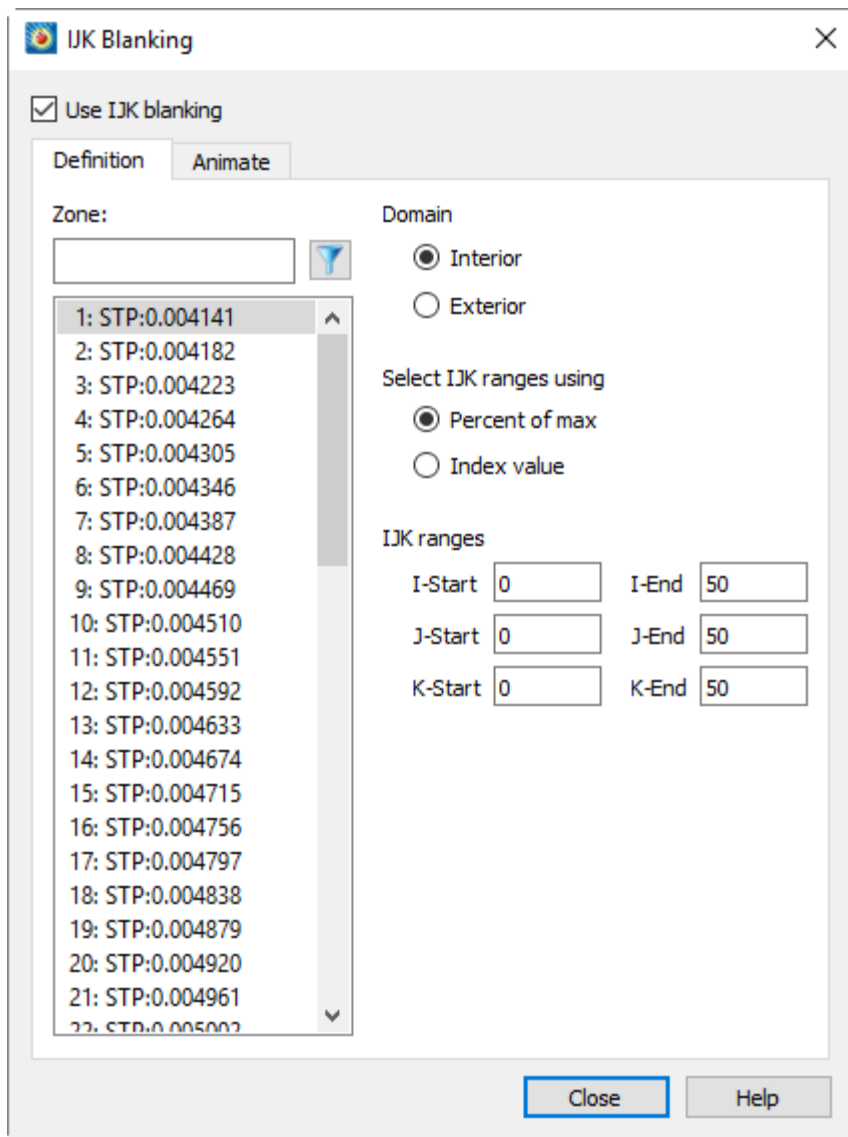 IJK Blanking
Use IJK blanking
Definition
Animate
Zone:
1: STP:0.004141
2: STP:0.004182
3: STP:0.004223
4: STP:0.004264
5: STP:0.004305
6: STP:0.004346
7: STP:0.004387
8: STP:0.004428
9: STP:0.004469
10: STP:0.004510
11: STP:0.004551
12: STP:0.004592
13: STP:0.004633
14: STP:0.004674
15: STP:0.004715
16: STP:0.004756
17: STP:0.004797
18: STP:0.004838
19: STP:0.004879
20: STP:0.004920
21: STP:0.004961
22: STP:0.005002
Domain
Interior
Exterior
Select IJK ranges using
Percent of max
Index value
IJK ranges
I-Start 0 I-End 50
J-Start 0 J-End 50
K-Start 0 K-End 50
Close
Help